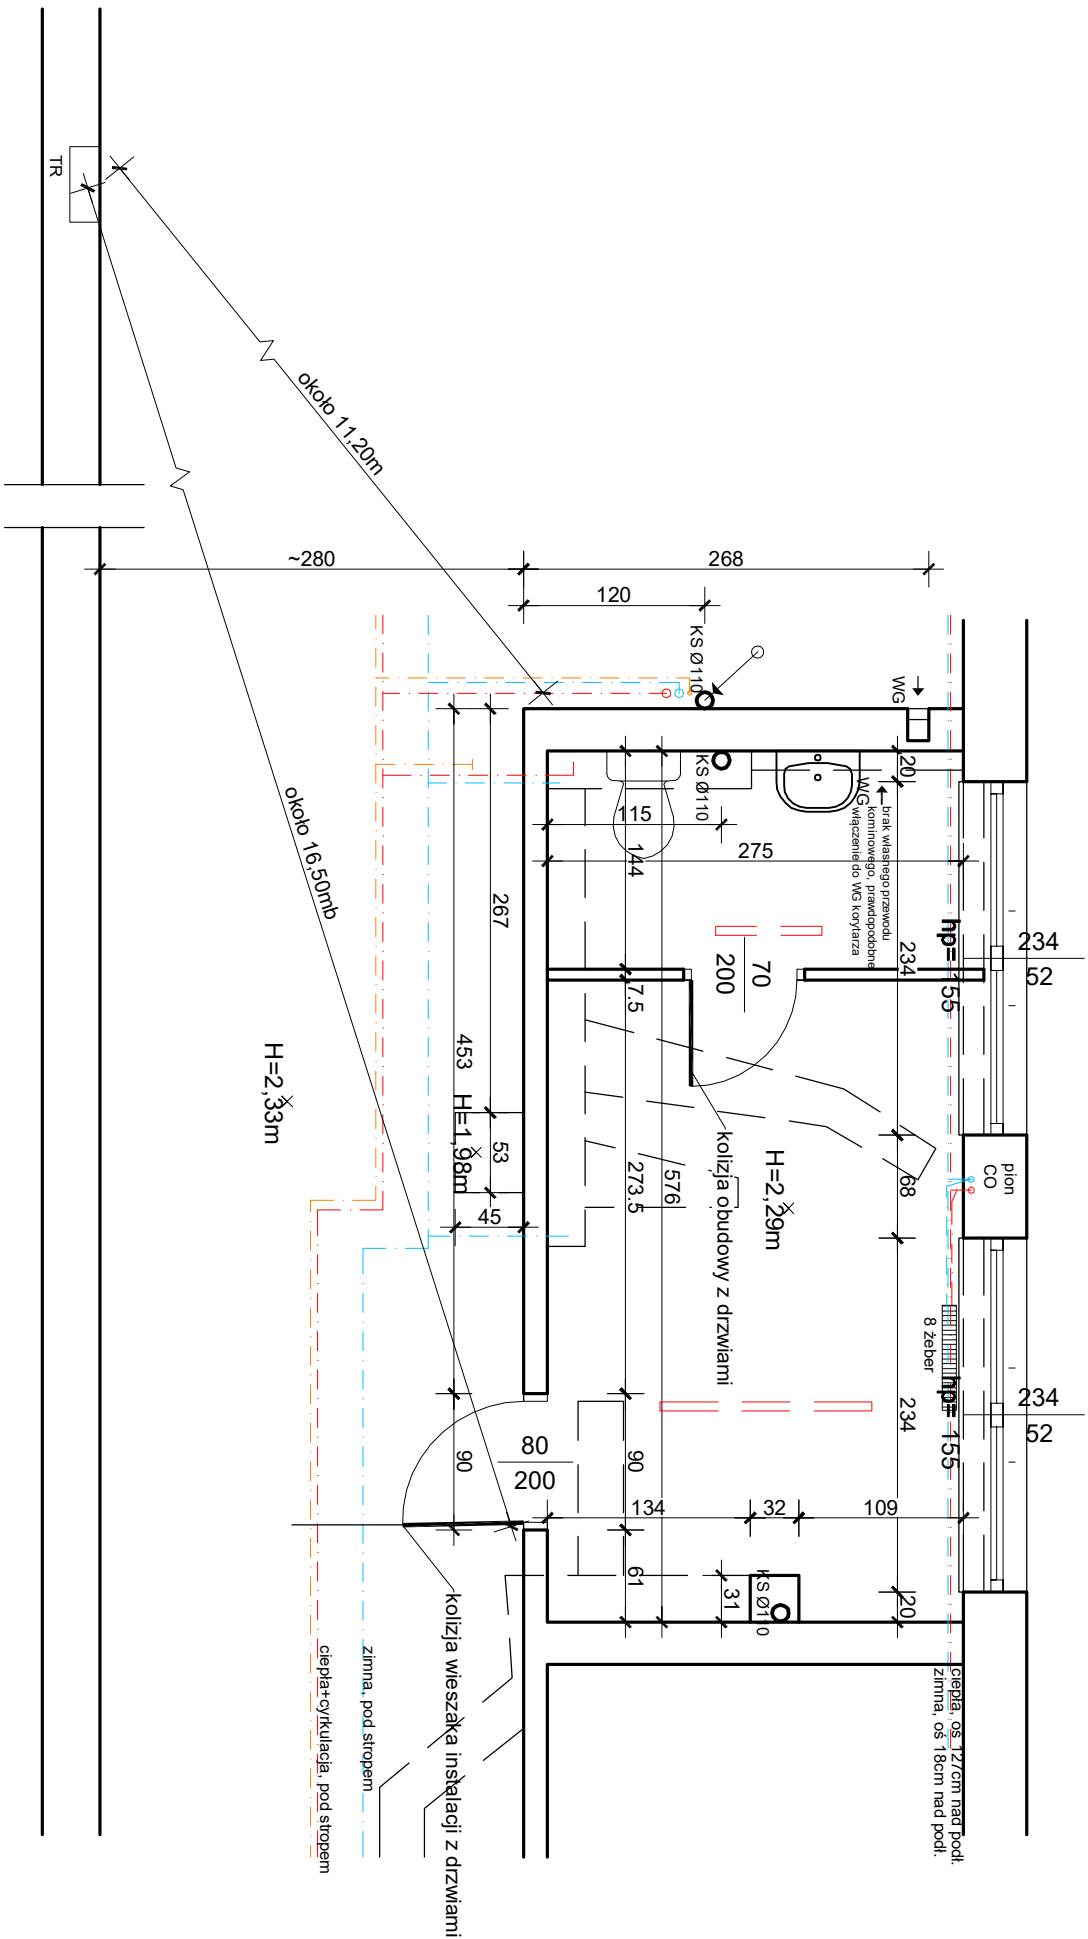 TR
około 11,20m
około 16,50mb
~280
268
120
KS Ø110
WG
20
KS Ø110
WG
brak własnego przewodu
kominowego, prawdopodobne
włączenie do WG korytarza
115
144
275
267
234
hp= 155
234
52
70
200
7.5
453
H=2,33m
H=1,98m
53
45
576
273.5
kolizja obudowy z drzwiami
H=2,29m
68
pion
CO
8 żeber
hp= 155
234
52
234
80
200
90
90
134
32
109
61
31
KS Ø110
20
kolizja wieszaka instalacji z drzwiami
zimna, pod stropem
ciepła+cyrkulacja, pod stropem
ciepła, oś 127cm nad podł.
zimna, oś 18cm nad podł.